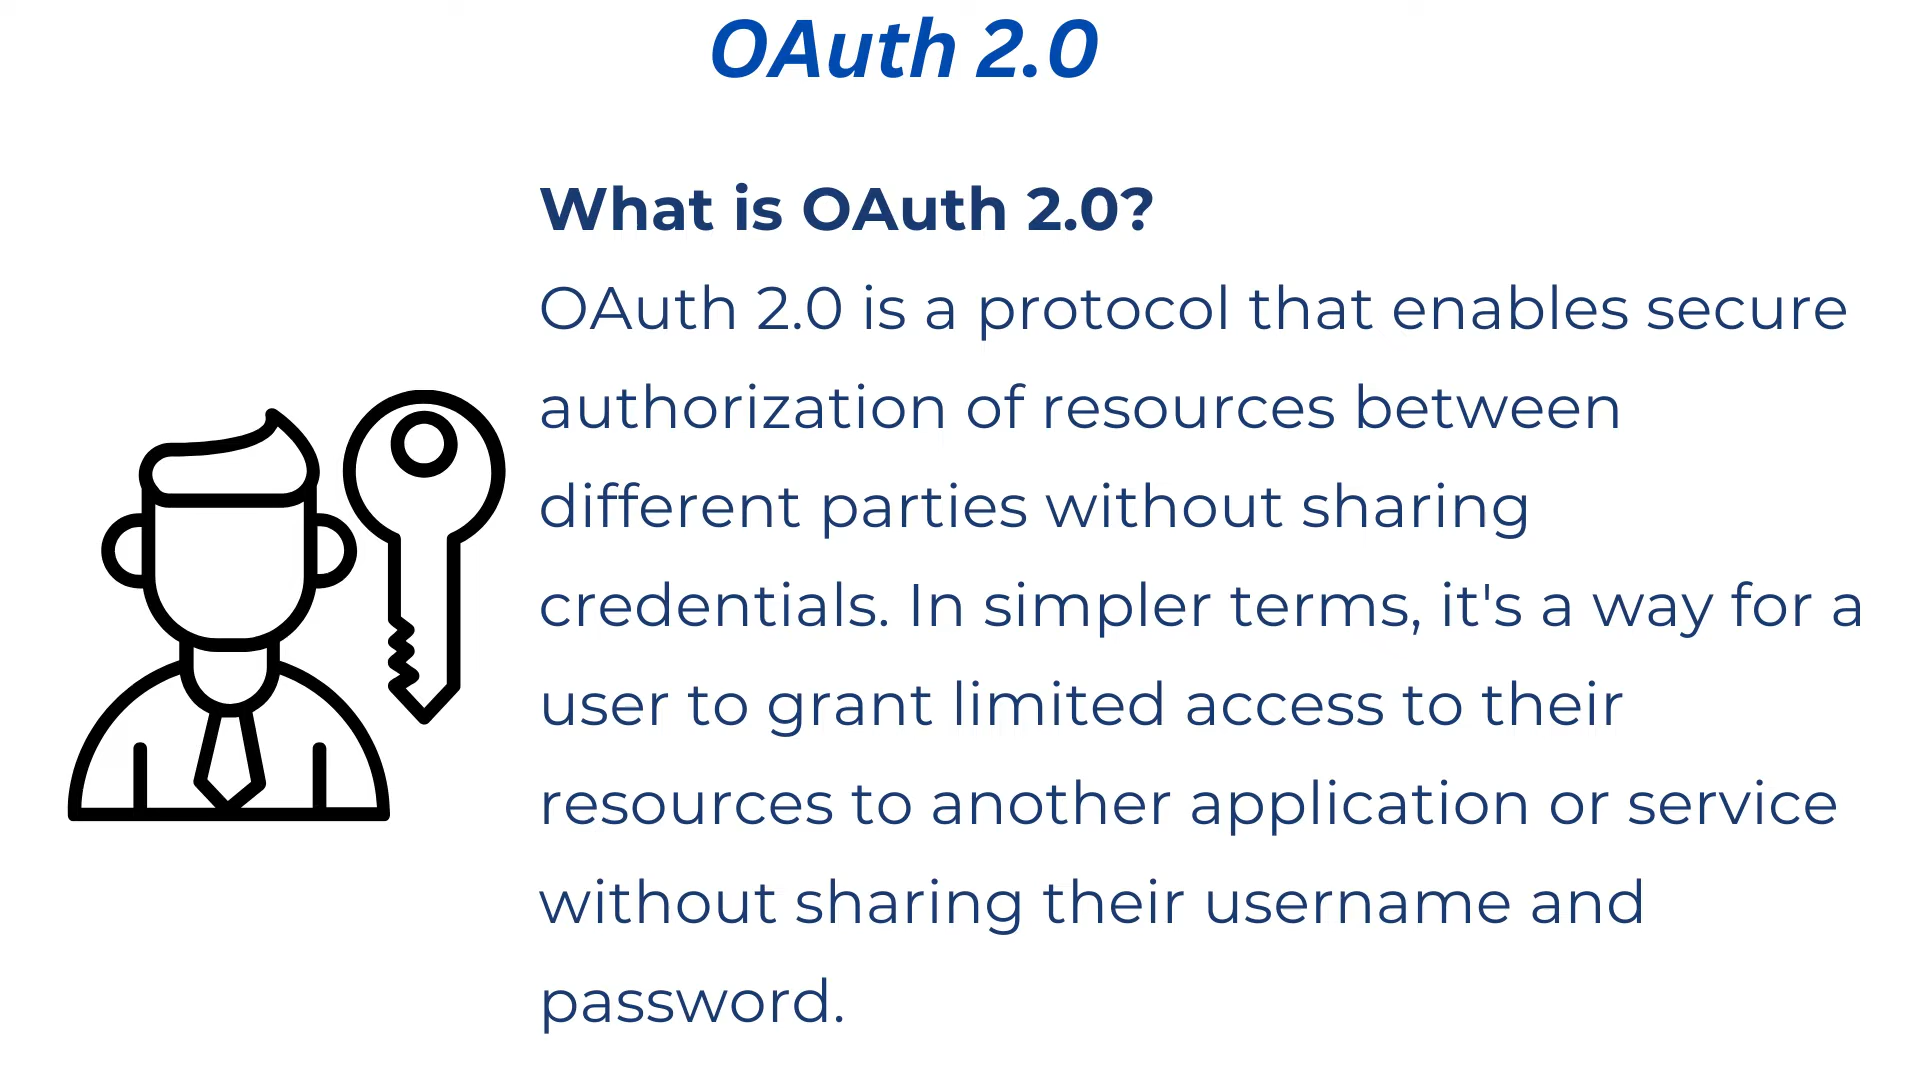 OAuth 2.0
What is OAuth 2.0?
OAuth 2.0 is a protocol that enables secure
authorization of resources between
different parties without sharing
credentials. In simpler terms, it's a way for a
user to grant limited access to their
resources to another application or service
without sharing their username and
password.